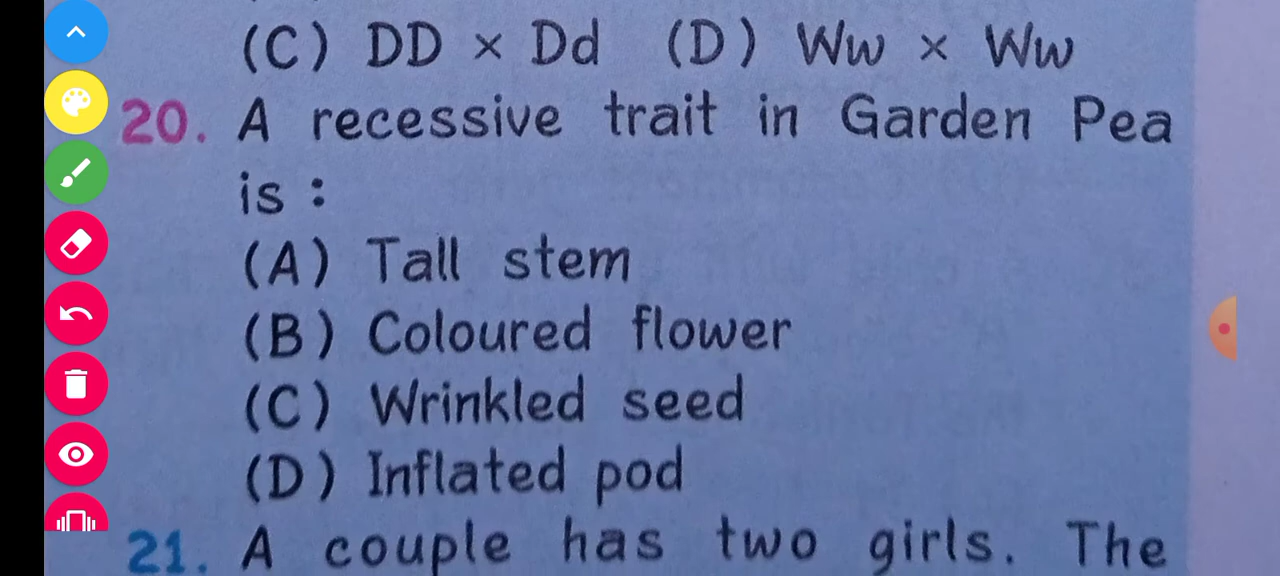 (C) DD × Dd (D) Ww × Ww
20. A recessive trait in Garden Pea
is :
(A) Tall stem
(B) Coloured flower
(C) Wrinkled seed
(D) Inflated pod
21. A couple has two girls. The